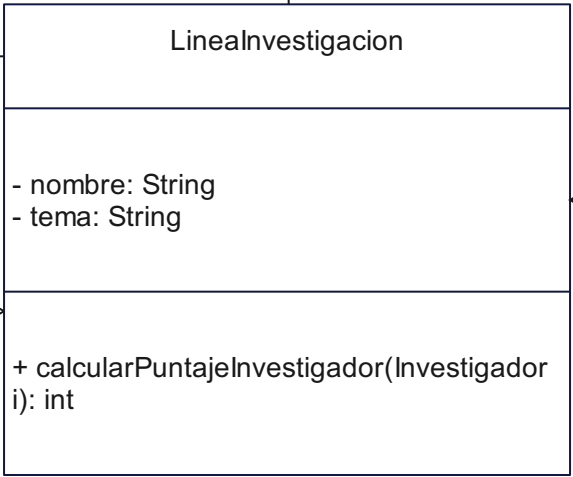 LineaInvestigacion
- nombre: String
- tema: String
+ calcularPuntajeInvestigador(Investigador
i): int